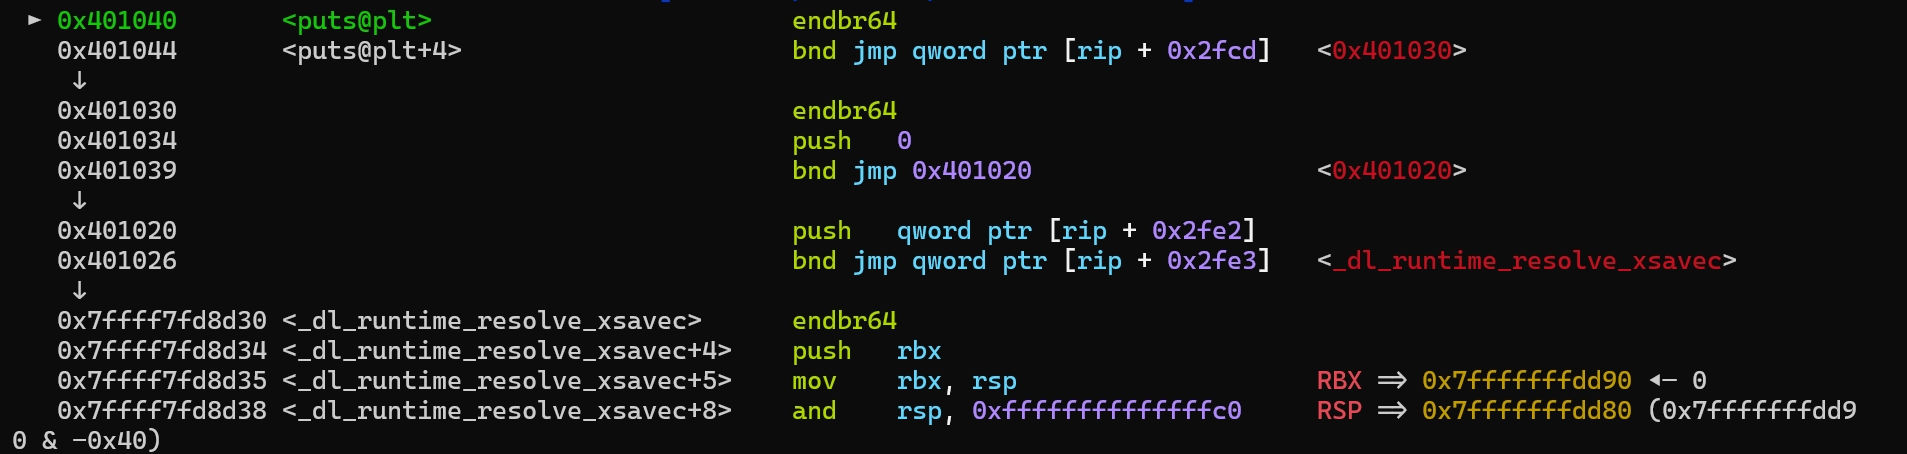 ► 0x401040       <puts@plt>                        endbr64
  0x401044       <puts@plt+4>                      bnd jmp qword ptr [rip + 0x2fcd]   <0x401030>
   ↓
  0x401030                                         endbr64
  0x401034                                         push   0
  0x401039                                         bnd jmp 0x401020                   <0x401020>
   ↓
  0x401020                                         push   qword ptr [rip + 0x2fe2]
  0x401026                                         bnd jmp qword ptr [rip + 0x2fe3]   <_dl_runtime_resolve_xsavec>
   ↓
  0x7ffff7fd8d30 <_dl_runtime_resolve_xsavec>      endbr64
  0x7ffff7fd8d34 <_dl_runtime_resolve_xsavec+4>    push   rbx
  0x7ffff7fd8d35 <_dl_runtime_resolve_xsavec+5>    mov    rbx, rsp                    RBX => 0x7fffffffdd90 ◂— 0
  0x7ffff7fd8d38 <_dl_runtime_resolve_xsavec+8>    and    rsp, 0xffffffffffffffc0     RSP => 0x7fffffffdd80 (0x7fffffffdd9
0 & -0x40)